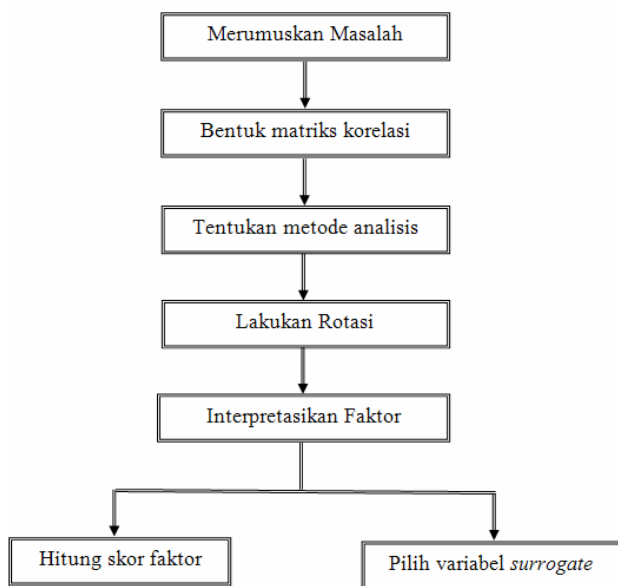 Merumuskan Masalah
Bentuk matriks korelasi
Tentukan metode analisis
Lakukan Rotasi
Interpretasikan Faktor
Hitung skor faktor
Pilih variabel surrogate